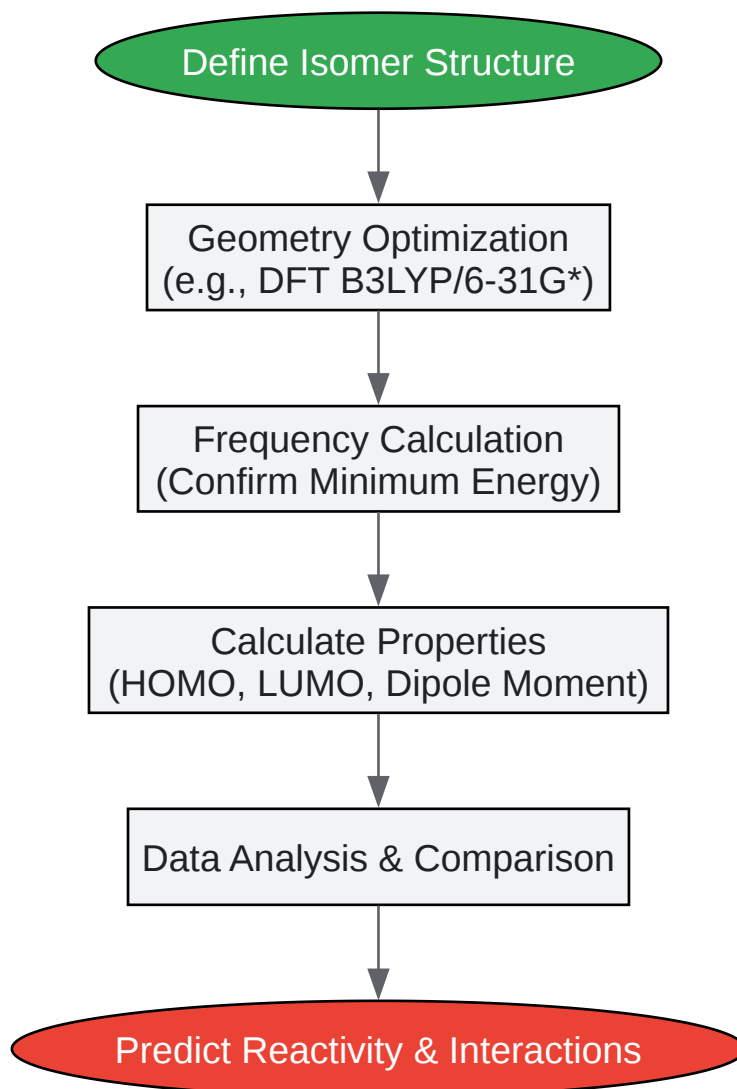 Define Isomer Structure
Geometry Optimization
(e.g., DFT B3LYP/6-31G*)
Frequency Calculation
(Confirm Minimum Energy)
Calculate Properties
(HOMO, LUMO, Dipole Moment)
Data Analysis & Comparison
Predict Reactivity & Interactions